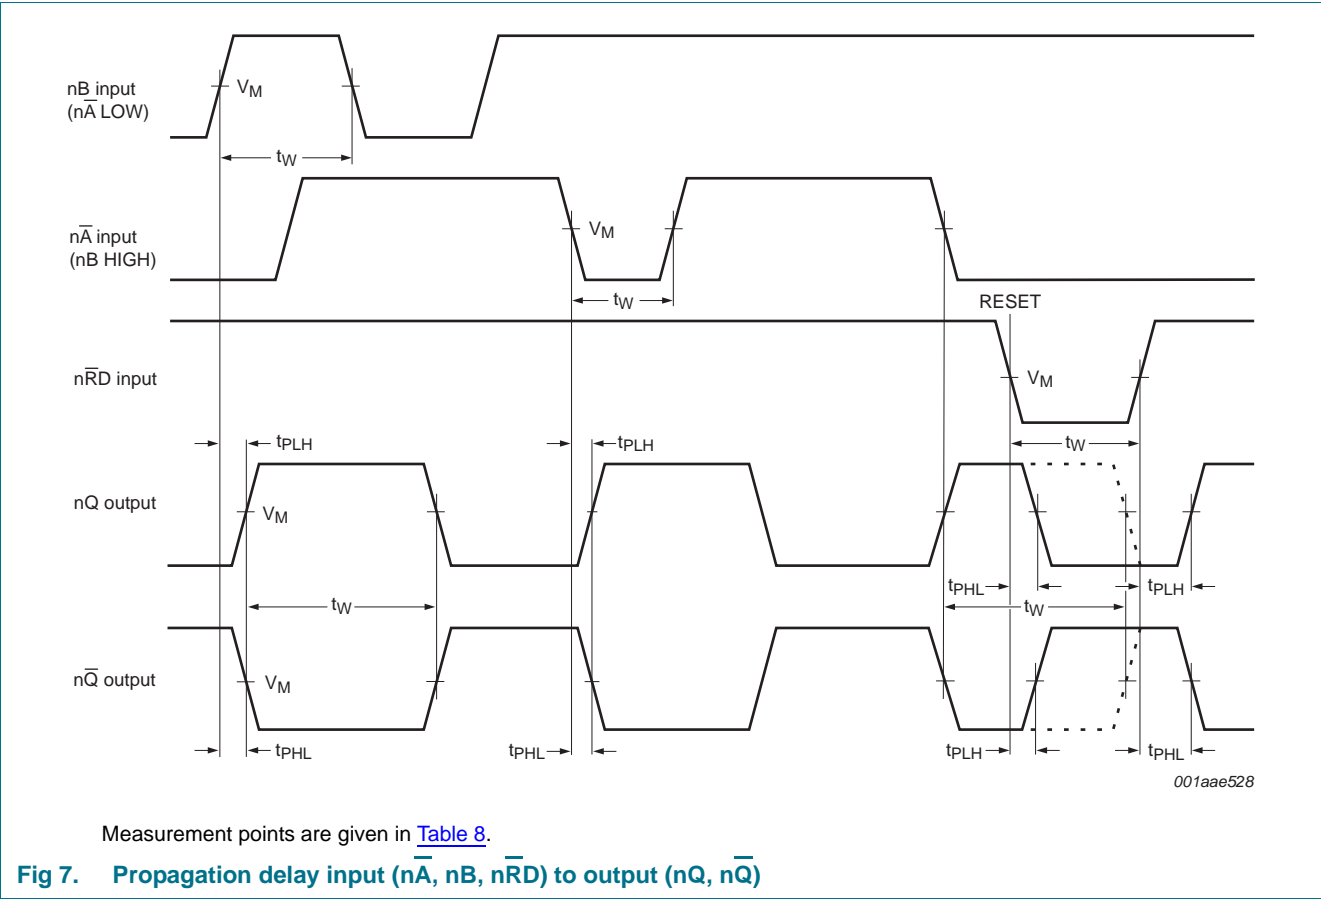 nB input
(nA̅ LOW)
VM
tW
nA̅ input
(nB HIGH)
VM
tW
RESET
nR̅D input
VM
tW
tPLH
tPLH
nQ output
VM
tPHL
tPLH
tW
tW
nQ̅ output
VM
tPHL
tPHL
tPLH
tPHL
001aae528
Measurement points are given in Table 8.
Fig 7. Propagation delay input (nA̅, nB, nR̅D) to output (nQ, nQ̅)